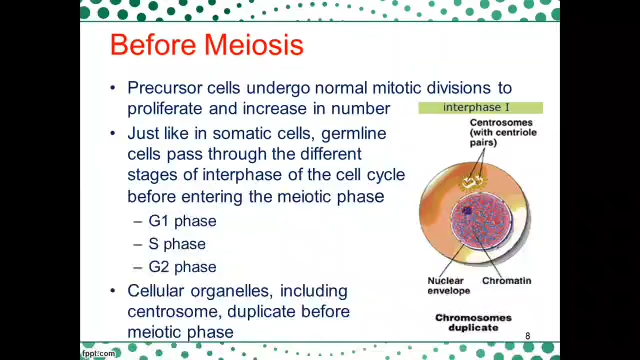 Before Meiosis
• Precursor cells undergo normal mitotic divisions to
proliferate and increase in number
• Just like in somatic cells, germline
cells pass through the different
stages of interphase of the cell cycle
before entering the meiotic phase
– G1 phase
– S phase
– G2 phase
• Cellular organelles, including
centrosome, duplicate before
meiotic phase
interphase I
Centrosomes
(with centriole
pairs)
Nuclear
envelope
Chromatin
Chromosomes
duplicate
8
fppt.com